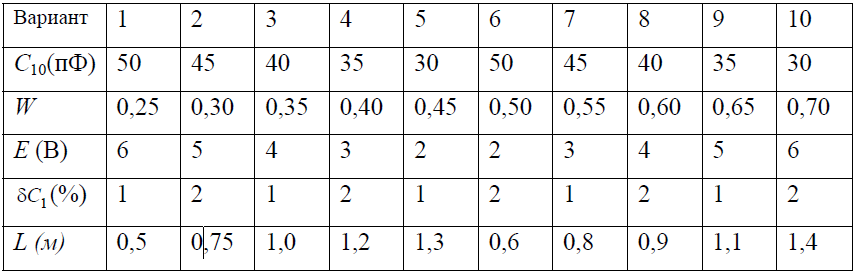 Вариант 1 2 3 4 5 6 7 8 9 10
C10(пФ) 50 45 40 35 30 50 45 40 35 30
W 0,25 0,30 0,35 0,40 0,45 0,50 0,55 0,60 0,65 0,70
E (В) 6 5 4 3 2 2 3 4 5 6
δC1(%) 1 2 1 2 1 2 1 2 1 2
L (м) 0,5 0,75 1,0 1,2 1,3 0,6 0,8 0,9 1,1 1,4